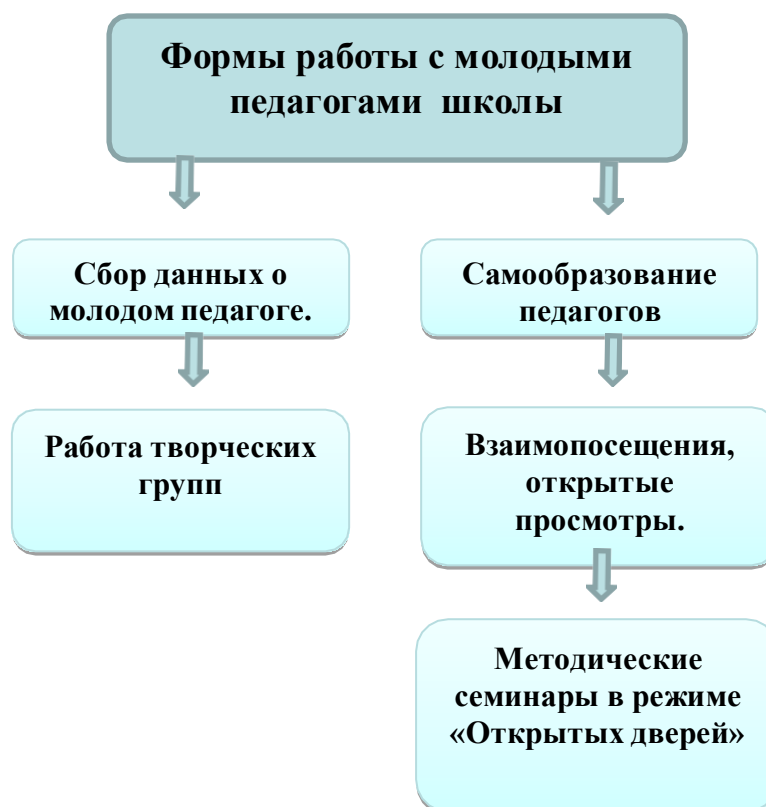 Формы работы с молодыми
педагогами школы
Сбор данных о
молодом педагоге.
Самообразование
педагогов
Работа творческих
групп
Взаимопосещения,
открытые
просмотры.
Методические
семинары в режиме
«Открытых дверей»